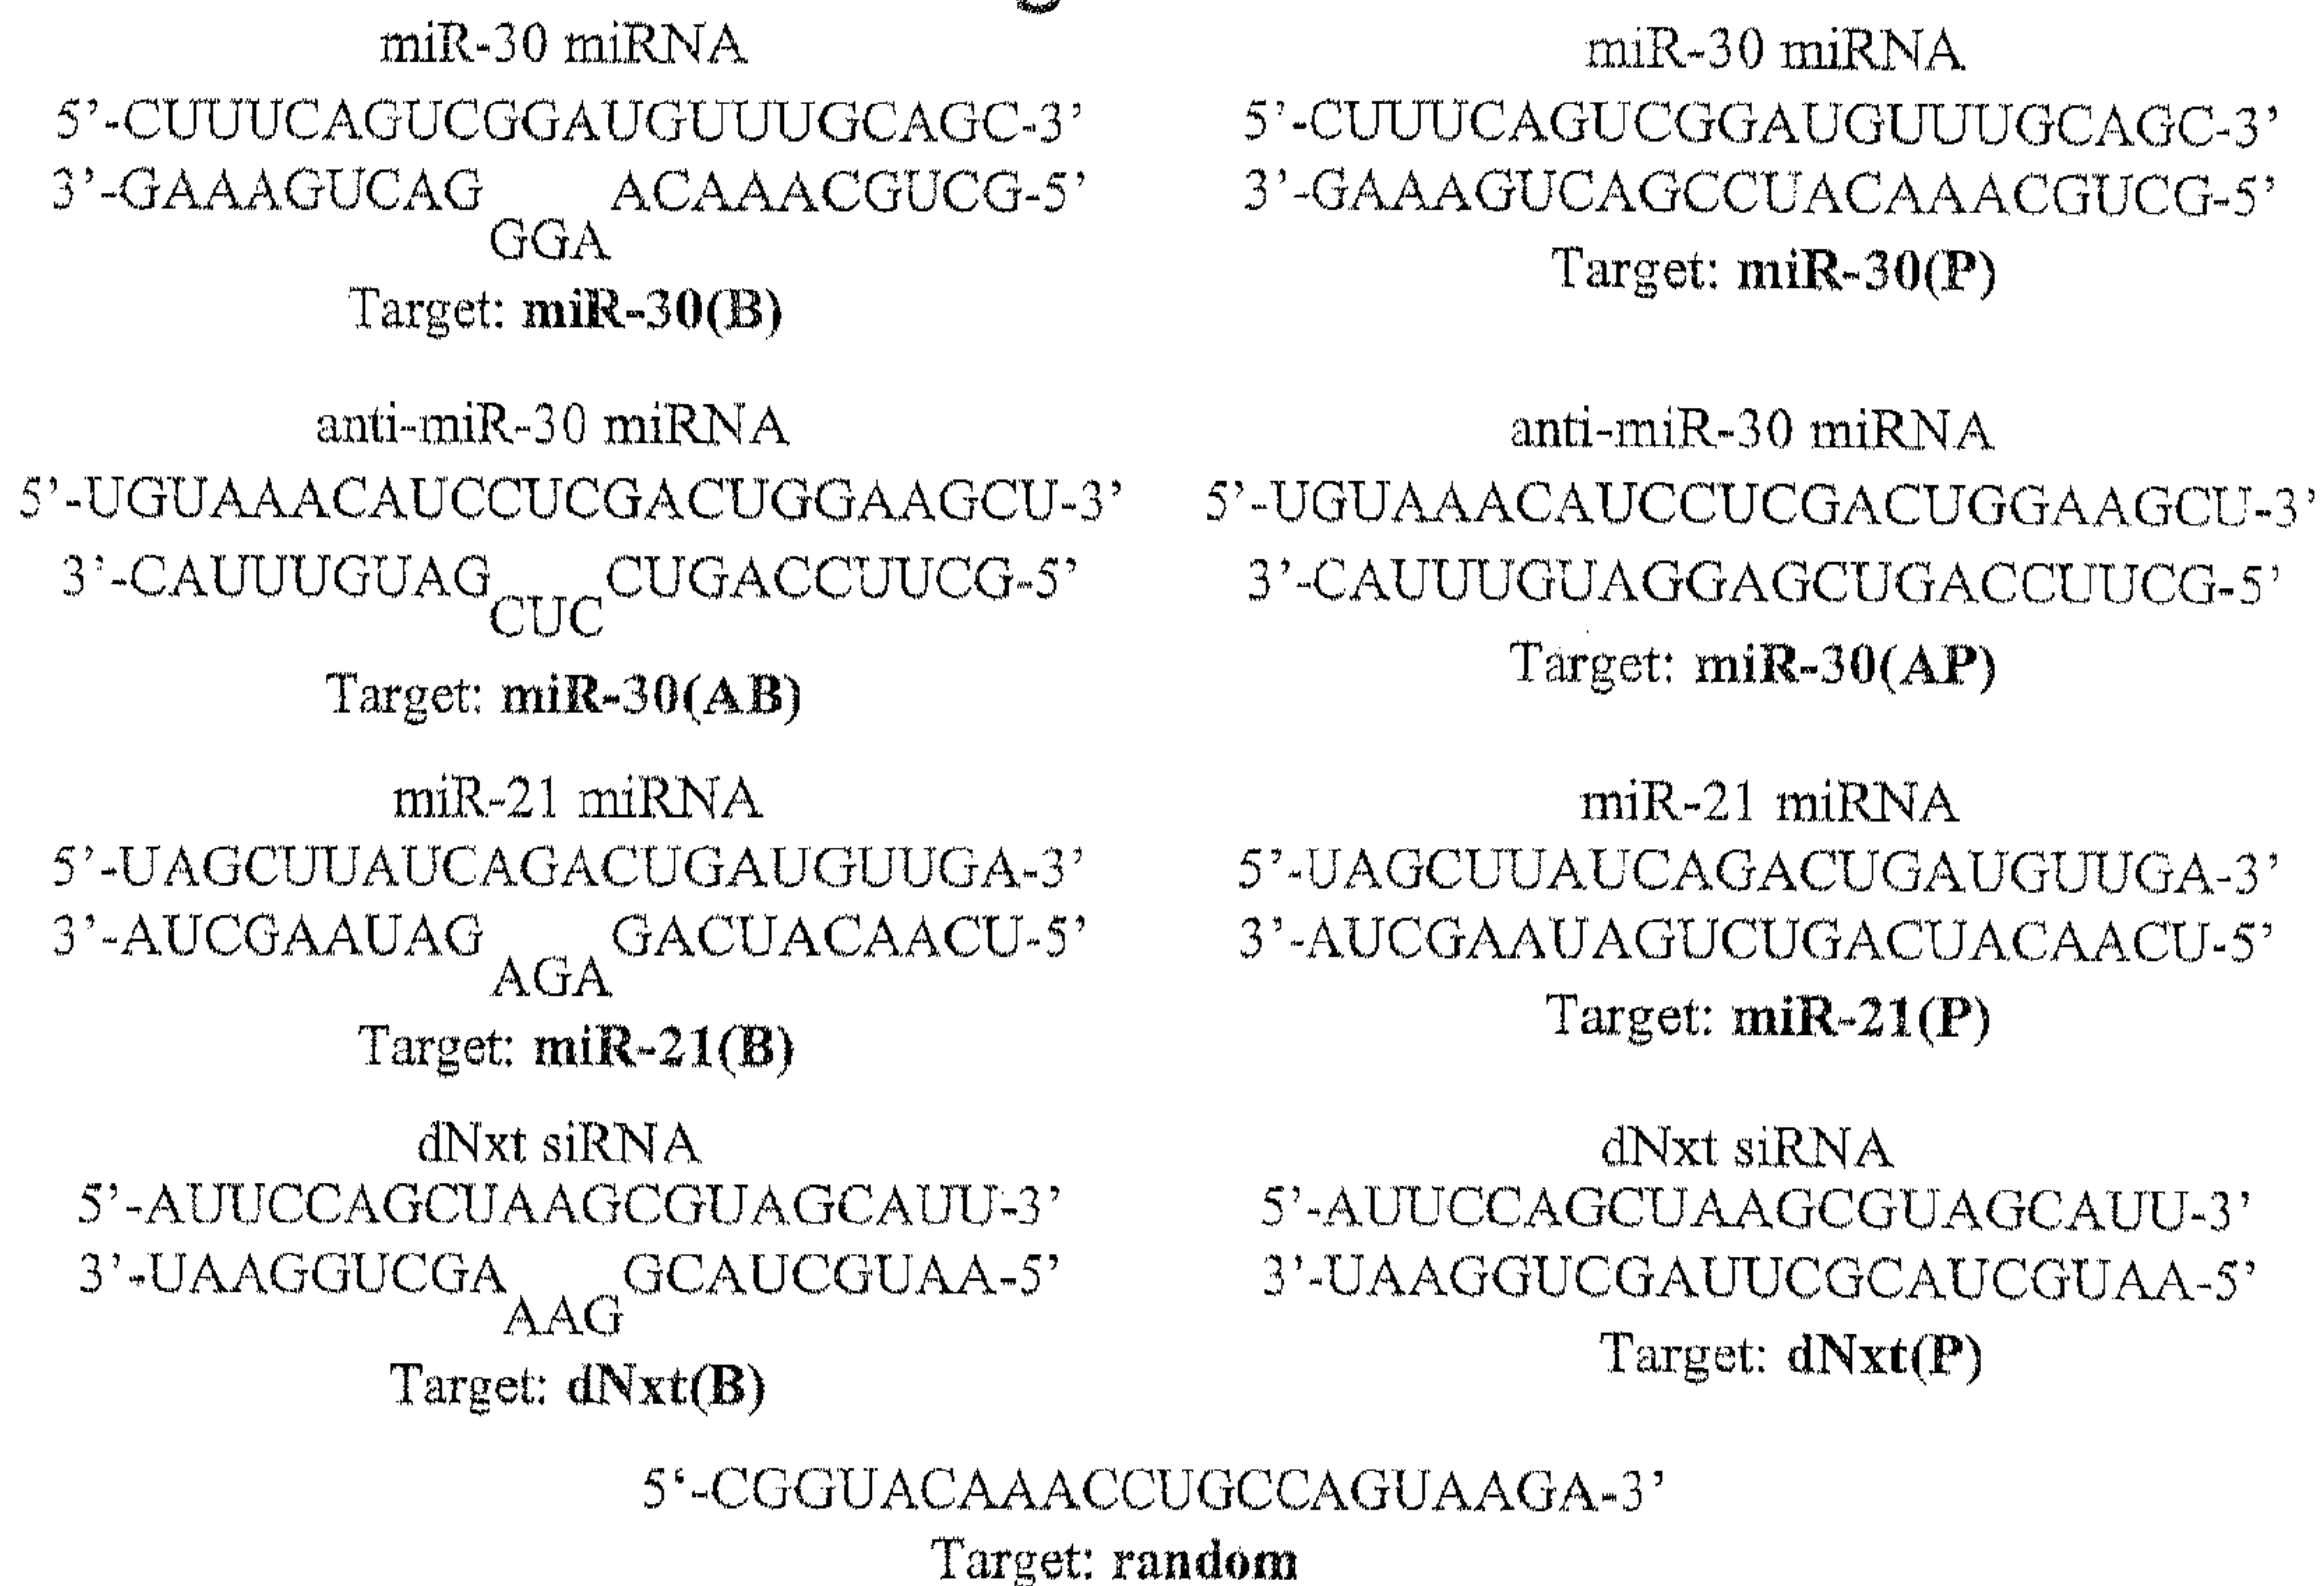 miR-30 miRNA
5’-CUUUCAGUCGGAUGUUUGCAGC-3’
3’-GAAAGUCAG ACAAACGUCG-5’
GGA
Target: miR-30(B)
miR-30 miRNA
5’-CUUUCAGUCGGAUGUUUGCAGC-3’
3’-GAAAGUCAGCCUACAAACGUCG-5’
Target: miR-30(P)
anti-miR-30 miRNA
5’-UGUAAACAUCCUCGACUGGAAGCU-3’
3’-CAUUUGUAG CUGACCUUCG-5’
CUC
Target: miR-30(AB)
anti-miR-30 miRNA
5’-UGUAAACAUCCUCGACUGGAAGCU-3’
3’-CAUUUGUAGGAGCUGACCUUCG-5’
Target: miR-30(AP)
miR-21 miRNA
5’-UAGCUUAUCAGACUGAUGUUGA-3’
3’-AUCGAAUAG GACUACAACU-5’
AGA
Target: miR-21(B)
miR-21 miRNA
5’-UAGCUUAUCAGACUGAUGUUGA-3’
3’-AUCGAAUAGUCUGACUACAACU-5’
Target: miR-21(P)
dNxt siRNA
5’-AUUCCAGCUAAGCGUAGCAUU-3’
3’-UAAGGUCGA GCAUCGUAA-5’
AAG
Target: dNxt(B)
dNxt siRNA
5’-AUUCCAGCUAAGCGUAGCAUU-3’
3’-UAAGGUCGAUUCGCAUCGUAA-5’
Target: dNxt(P)
5‘-CGGUACAAACCUGCCAGUAAGA-3’
Target: random